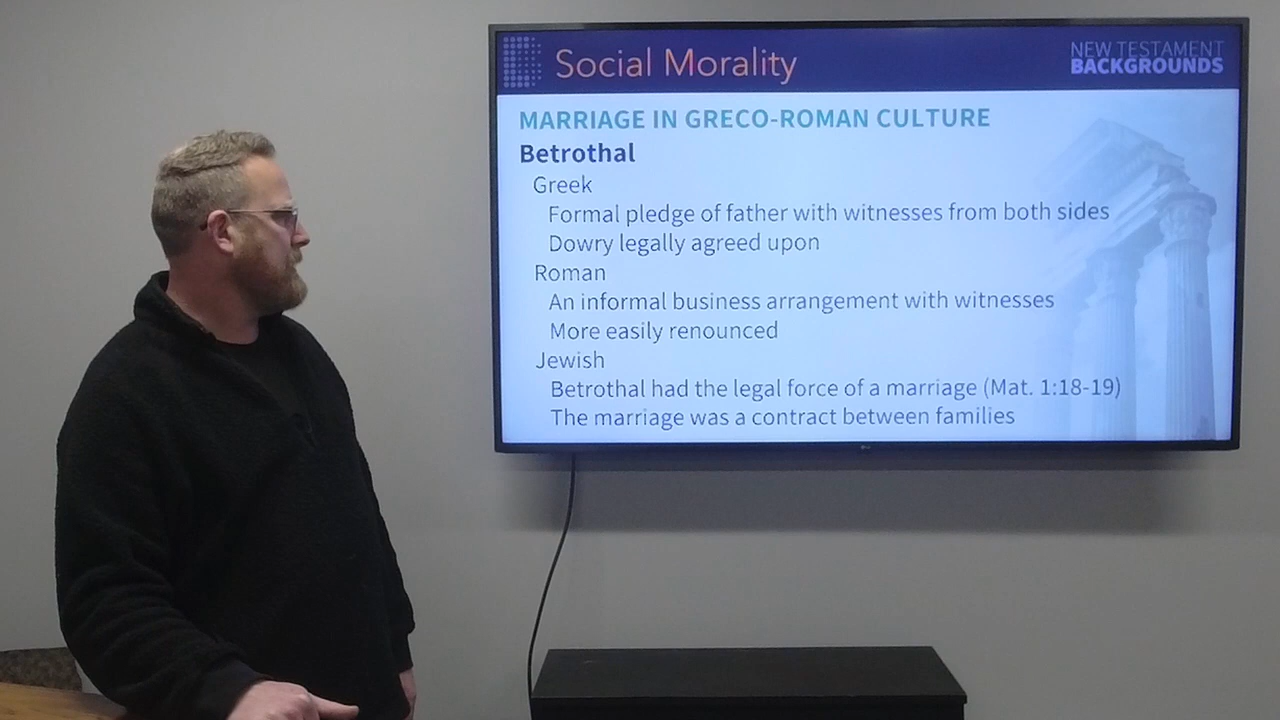 Social Morality
NEW TESTAMENT
BACKGROUNDS
MARRIAGE IN GRECO-ROMAN CULTURE
Betrothal
Greek
Formal pledge of father with witnesses from both sides
Dowry legally agreed upon
Roman
An informal business arrangement with witnesses
More easily renounced
Jewish
Betrothal had the legal force of a marriage (Mat. 1:18-19)
The marriage was a contract between families